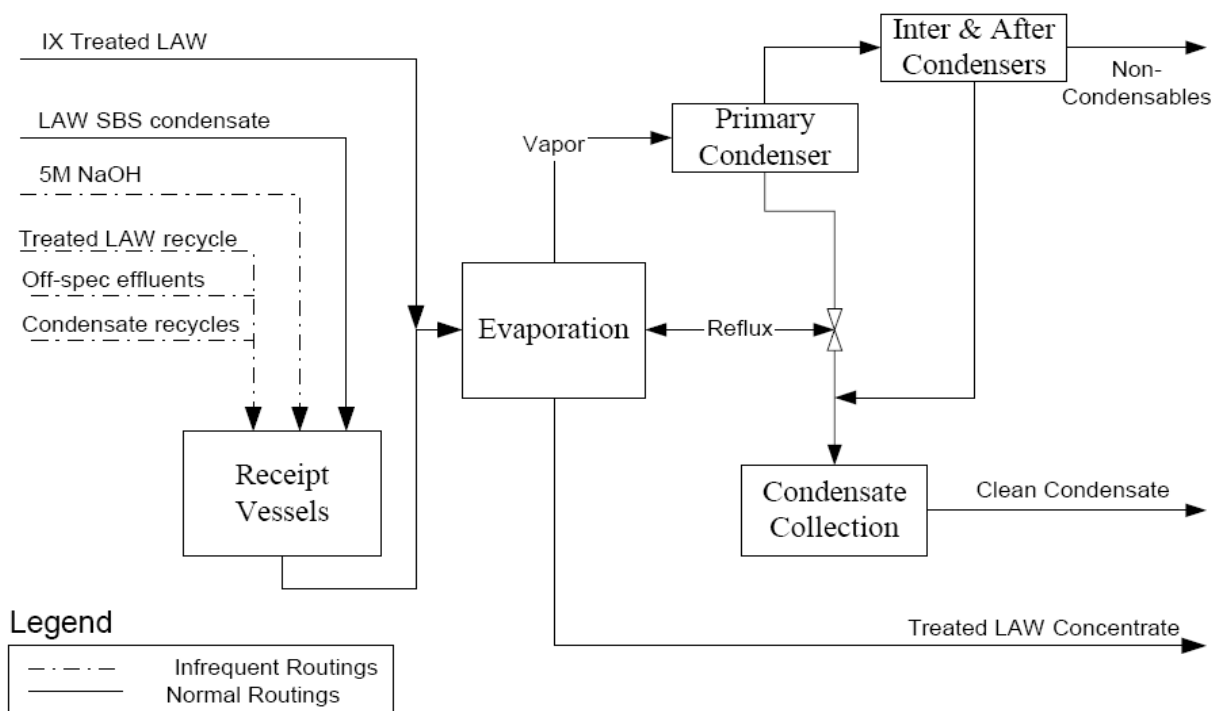 IX Treated LAW
LAW SBS condensate
5M NaOH
Treated LAW recycle
Off-spec effluents
Condensate recycles
Receipt
Vessels
Evaporation
Vapor
Primary
Condenser
Inter & After
Condensers
Non-
Condensables
Reflux
Condensate
Collection
Clean Condensate
Treated LAW Concentrate
Legend
Infrequent Routings
Normal Routings